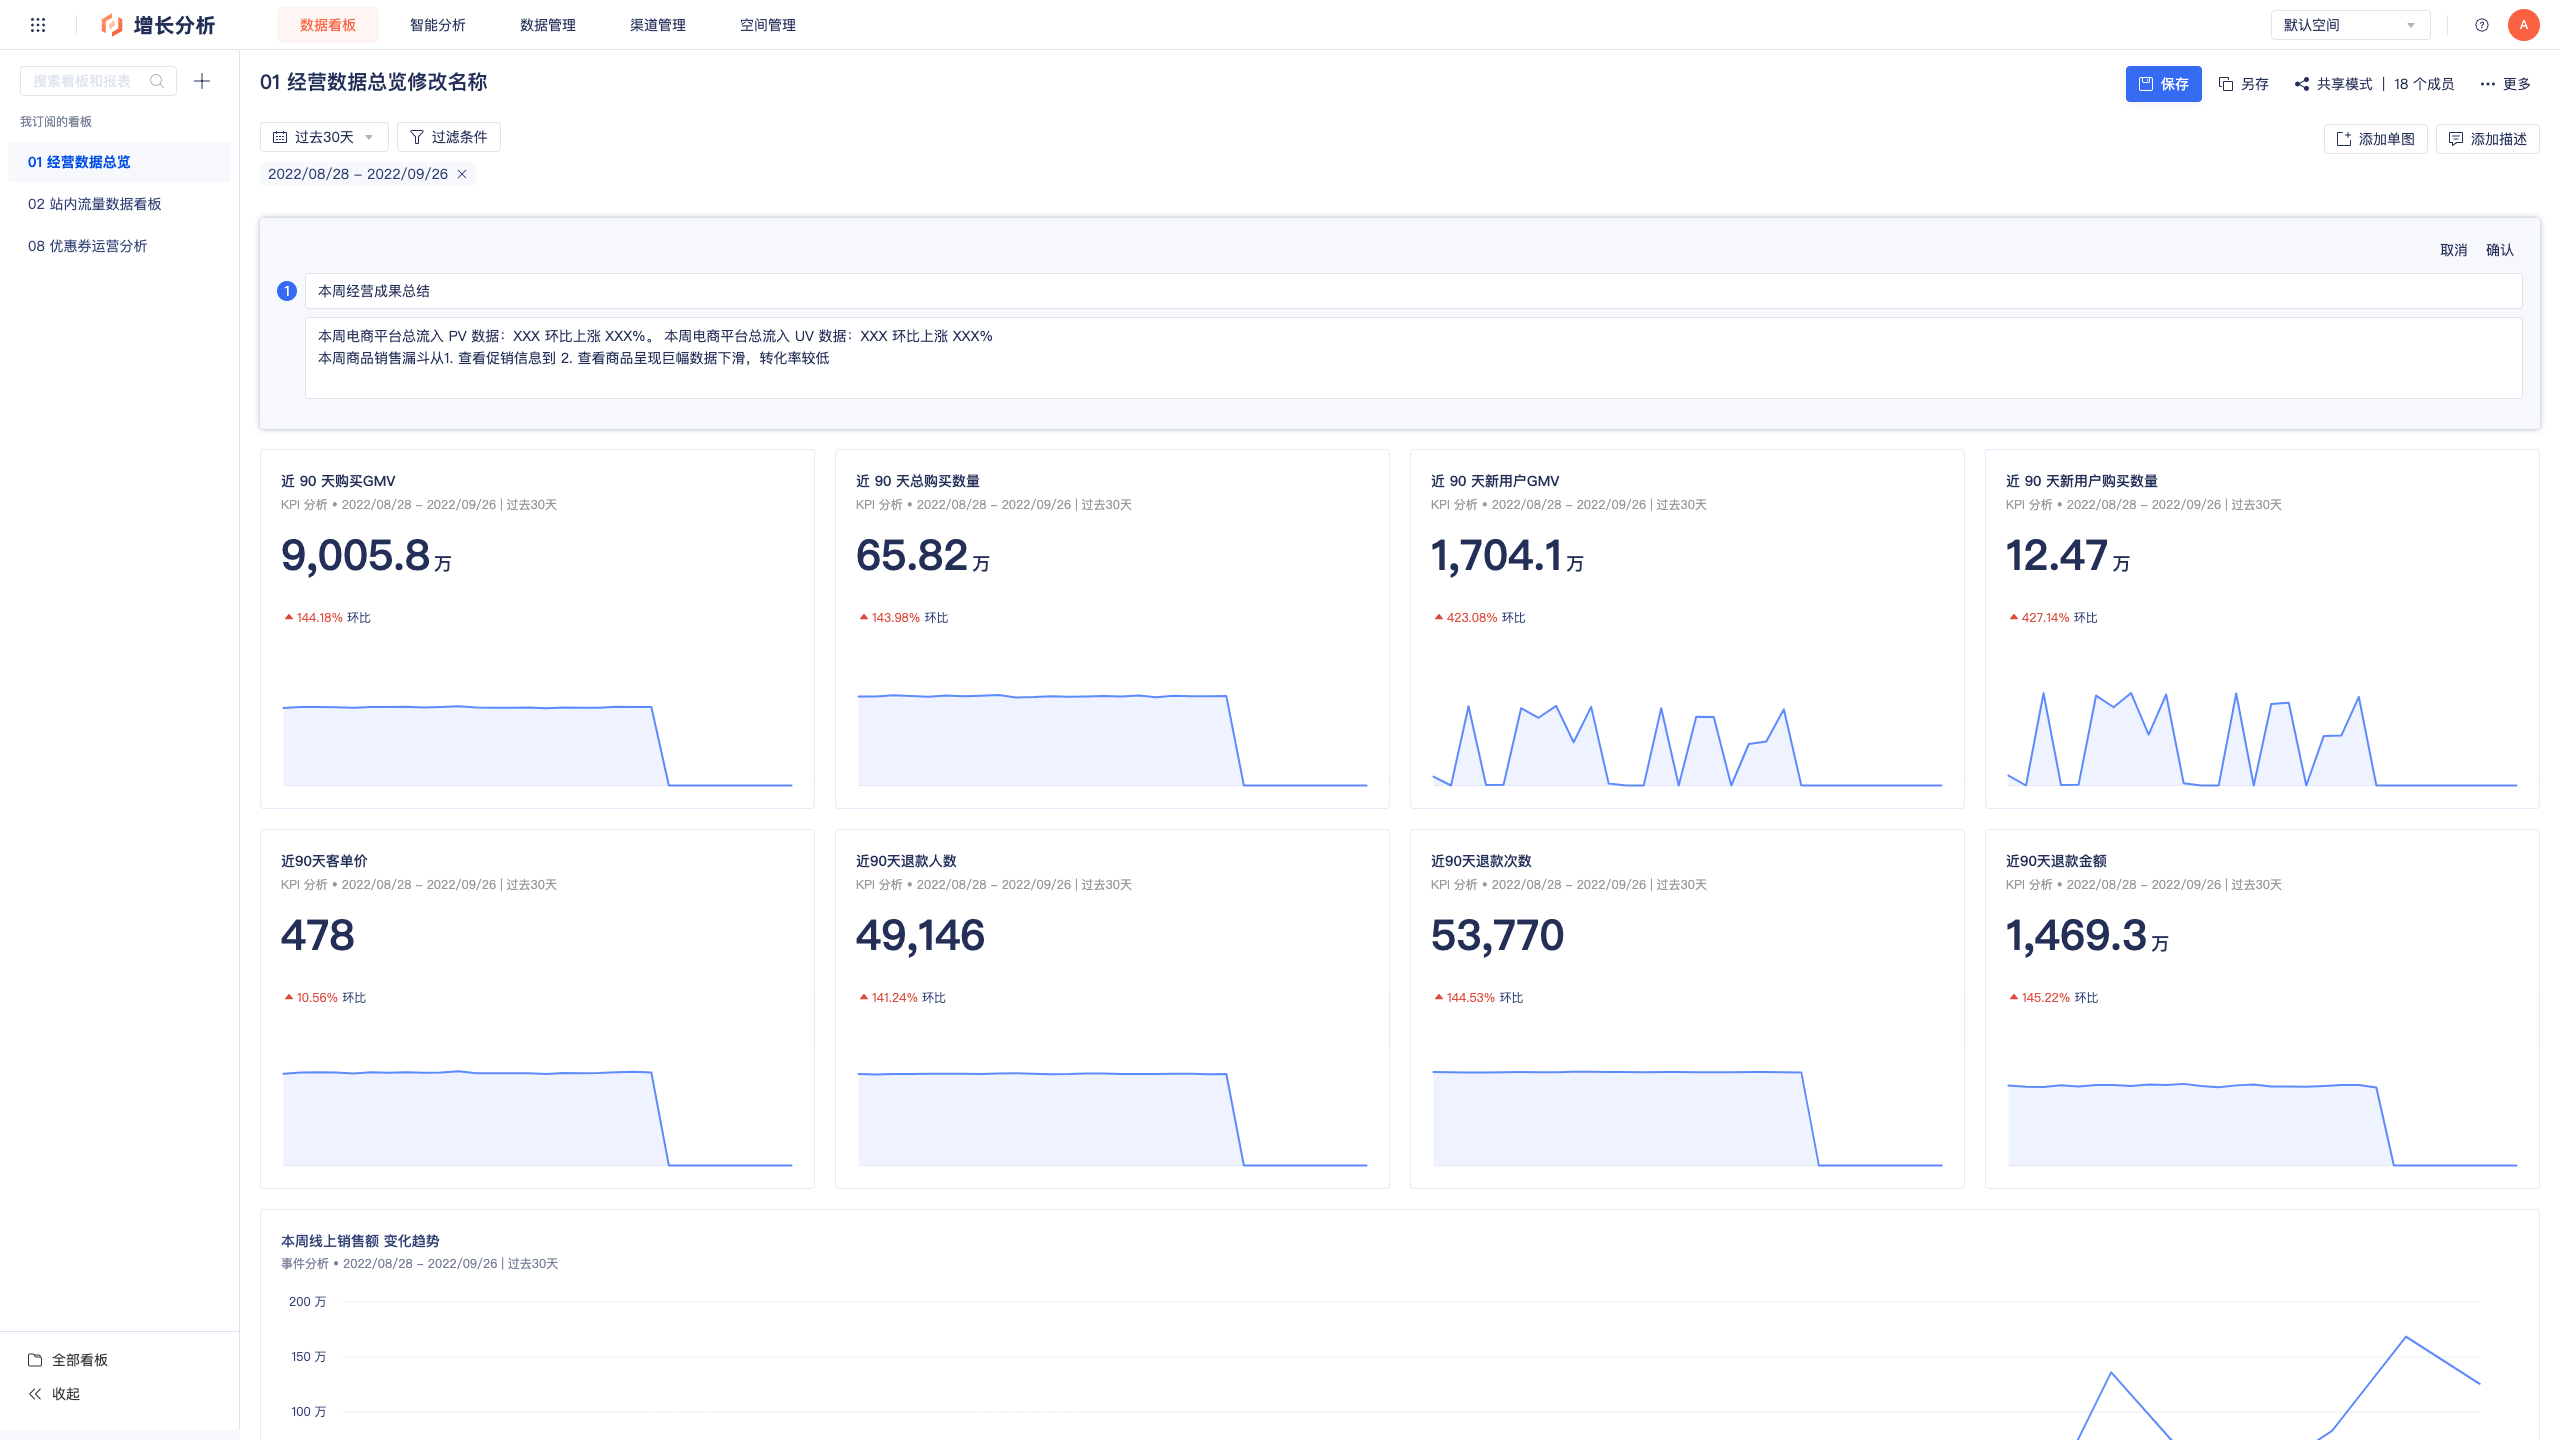 增长分析
数据看板
智能分析
数据管理
渠道管理
空间管理
默认空间
A
搜索看板和报表
我订阅的看板
01 经营数据总览
02 站内流量数据看板
08 优惠券运营分析
全部看板
收起
01 经营数据总览修改名称
保存
另存
共享模式 | 18 个成员
更多
过去30天
过滤条件
添加单图
添加描述
2022/08/28 – 2022/09/26
取消
确认
1
本周经营成果总结
本周电商平台总流入 PV 数据：XXX 环比上涨 XXX%。 本周电商平台总流入 UV 数据：XXX 环比上涨 XXX%
本周商品销售漏斗从1. 查看促销信息到 2. 查看商品呈现巨幅数据下滑，转化率较低
近 90 天购买GMV
KPI 分析 • 2022/08/28 – 2022/09/26 | 过去30天
9,005.8 万
144.18% 环比
近 90 天总购买数量
KPI 分析 • 2022/08/28 – 2022/09/26 | 过去30天
65.82 万
143.98% 环比
近 90 天新用户GMV
KPI 分析 • 2022/08/28 – 2022/09/26 | 过去30天
1,704.1 万
423.08% 环比
近 90 天新用户购买数量
KPI 分析 • 2022/08/28 – 2022/09/26 | 过去30天
12.47 万
427.14% 环比
近90天客单价
KPI 分析 • 2022/08/28 – 2022/09/26 | 过去30天
478
10.56% 环比
近90天退款人数
KPI 分析 • 2022/08/28 – 2022/09/26 | 过去30天
49,146
141.24% 环比
近90天退款次数
KPI 分析 • 2022/08/28 – 2022/09/26 | 过去30天
53,770
144.53% 环比
近90天退款金额
KPI 分析 • 2022/08/28 – 2022/09/26 | 过去30天
1,469.3 万
145.22% 环比
本周线上销售额 变化趋势
事件分析 • 2022/08/28 – 2022/09/26 | 过去30天
200 万
150 万
100 万